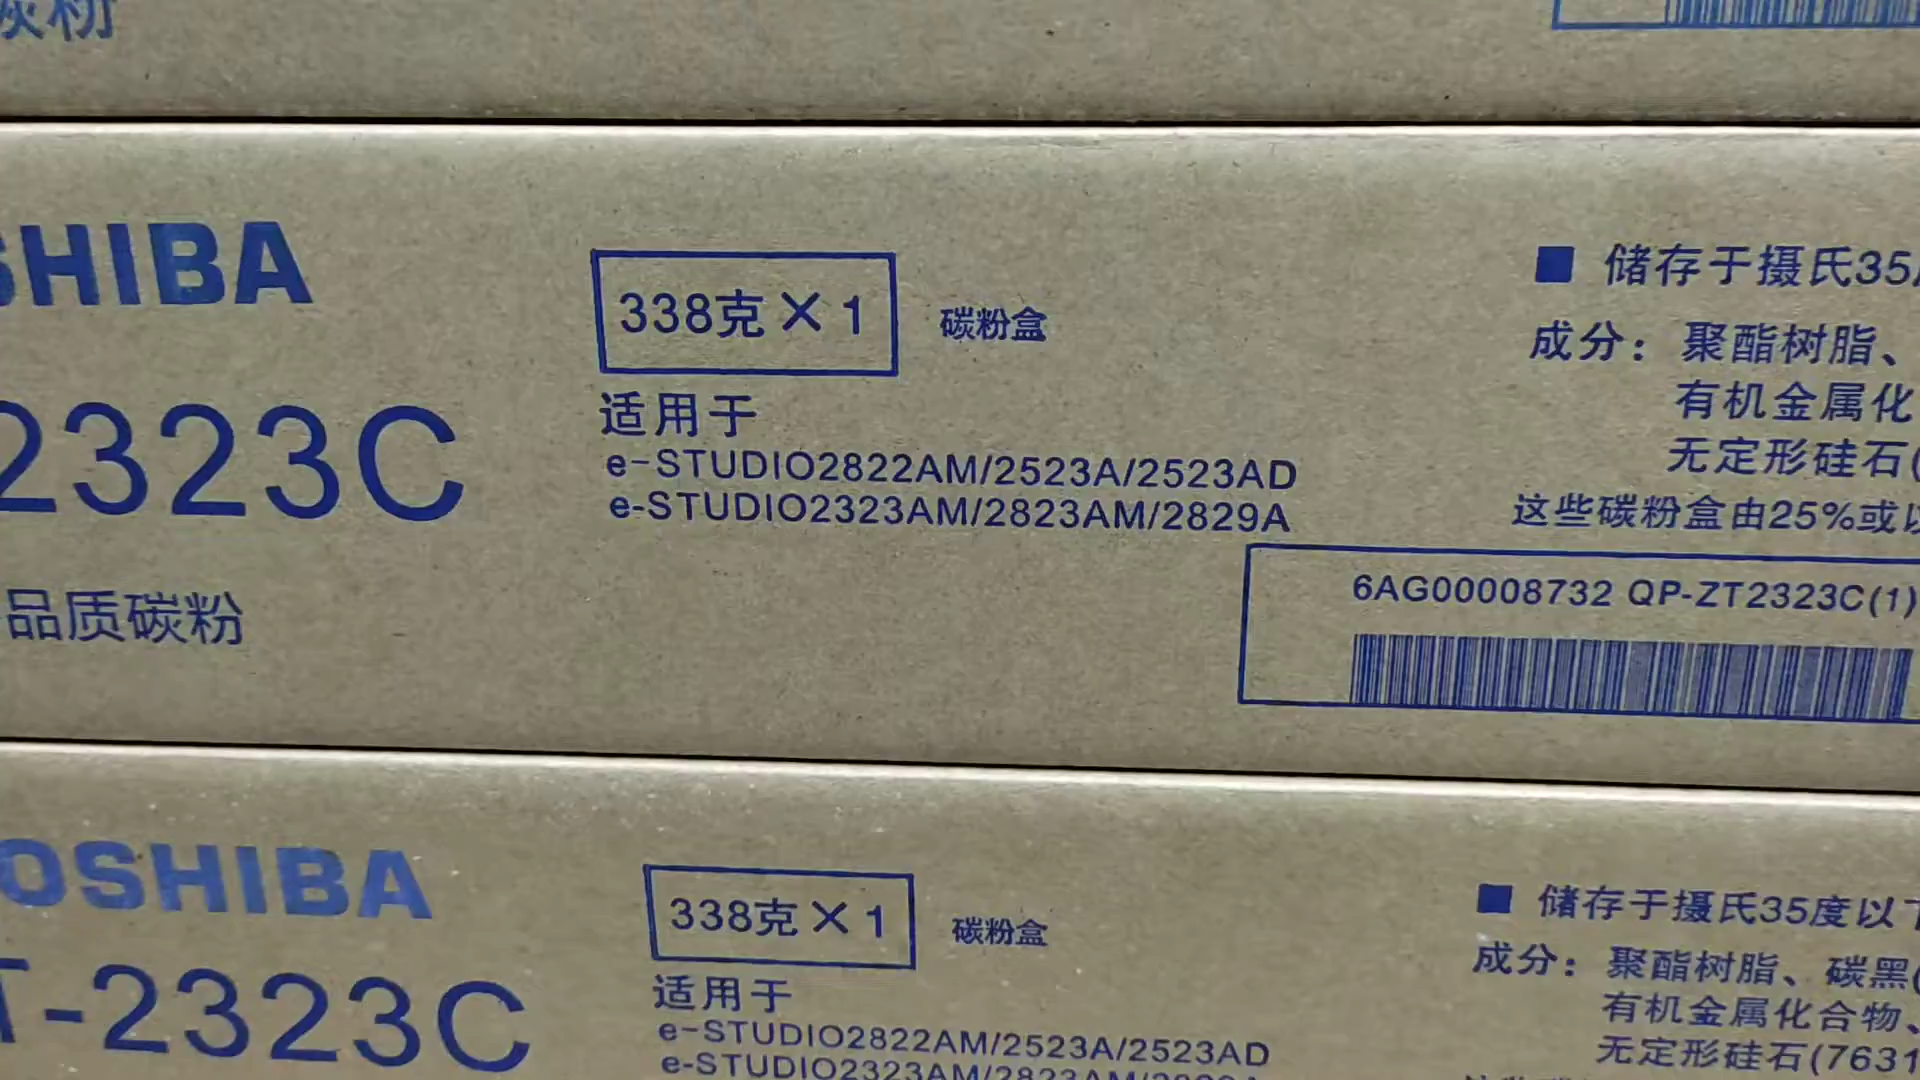 碳粉
SHIBA
338克×1 碳粉盒
适用于
e-STUDIO2822AM/2523A/2523AD
e-STUDIO2323AM/2823AM/2829A
2323C
品质碳粉
■ 储存于摄氏35
成分：聚酯树脂、
有机金属化
无定形硅石(
这些碳粉盒由25%或以
6AG00008732 QP-ZT2323C(1)
OSHIBA
T-2323C
338克×1 碳粉盒
适用于
e-STUDIO2822AM/2523A/2523AD
e-STUDIO2323AM/2823AM/
■ 储存于摄氏35度以下
成分：聚酯树脂、碳黑(
有机金属化合物、
无定形硅石(7631